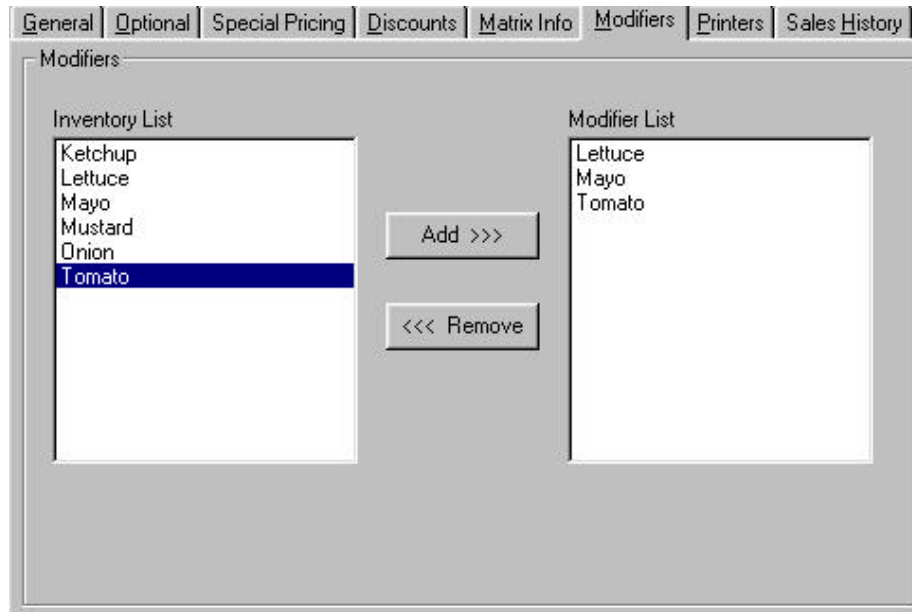 General Optional Special Pricing Discounts Matrix Info Modifiers Printers Sales History
Modifiers
Inventory List
Ketchup
Lettuce
Mayo
Mustard
Onion
Tomato
Add >>>
<<< Remove
Modifier List
Lettuce
Mayo
Tomato